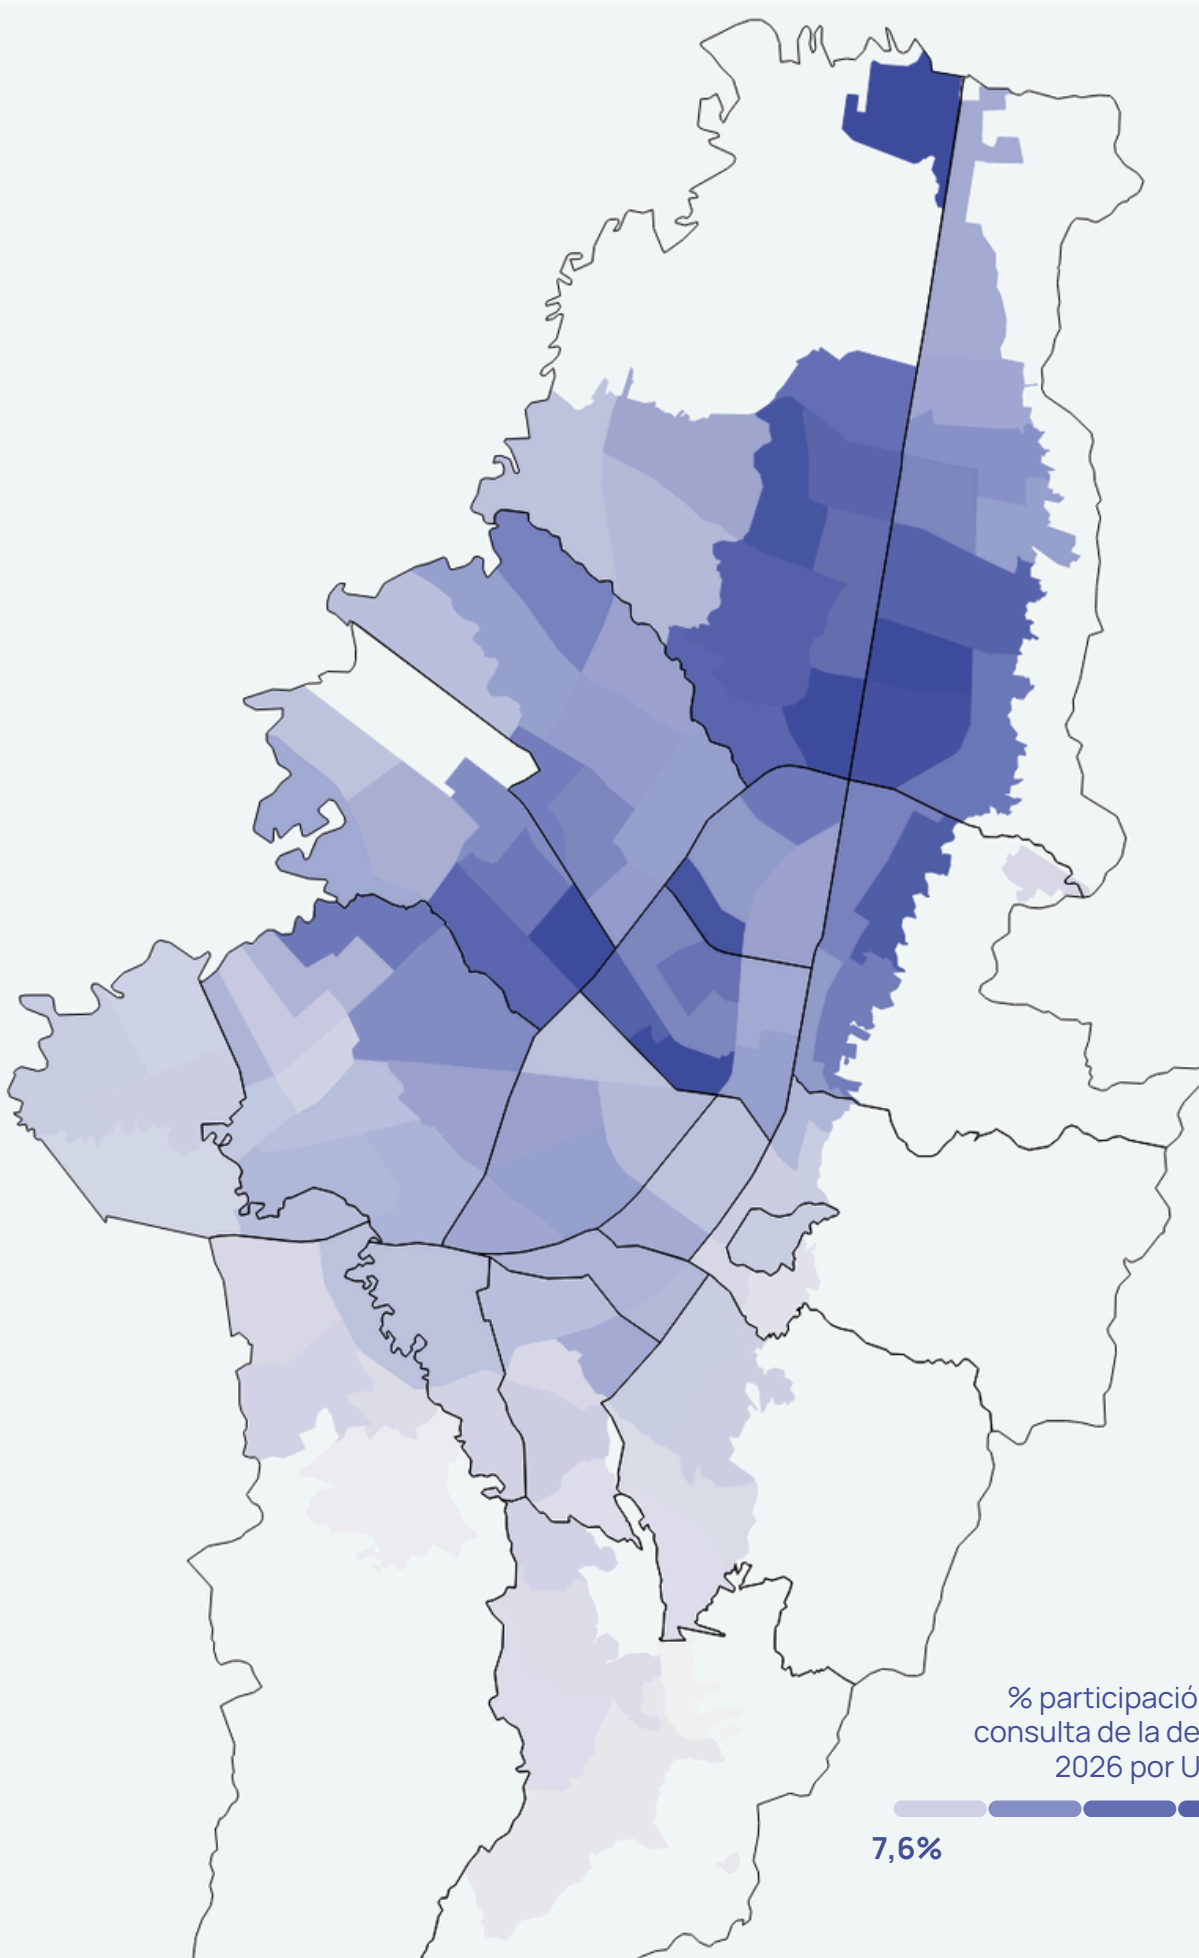 % participació
consulta de la de
2026 por U
7,6%